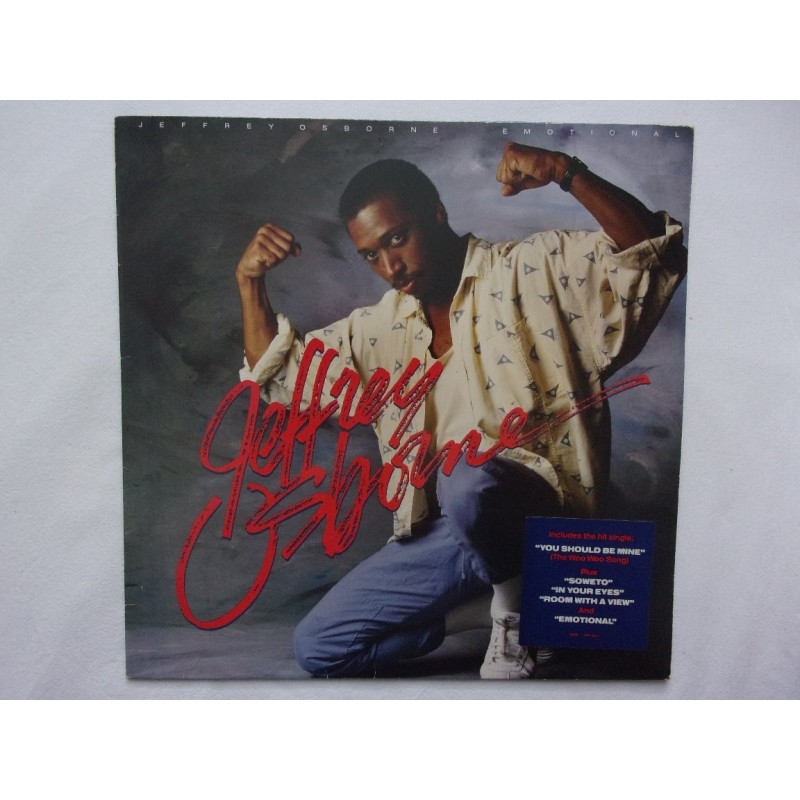 JEFFREY OSBORNE EMOTIONAL
Jeffrey
Osborne
Includes the hit single:
"YOU SHOULD BE MINE"
(The Woo Woo Song)
Plus
"SOWETO"
"IN YOUR EYES"
"ROOM WITH A VIEW"
And
"EMOTIONAL"